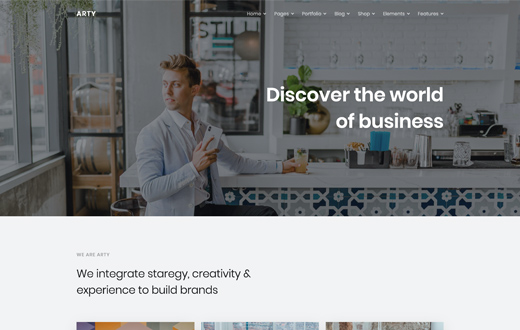 ARTY
Home Pages Portfolio Blog Shop Elements Features
Discover the world
of business
WE ARE ARTY
We integrate staregy, creativity &
experience to build brands